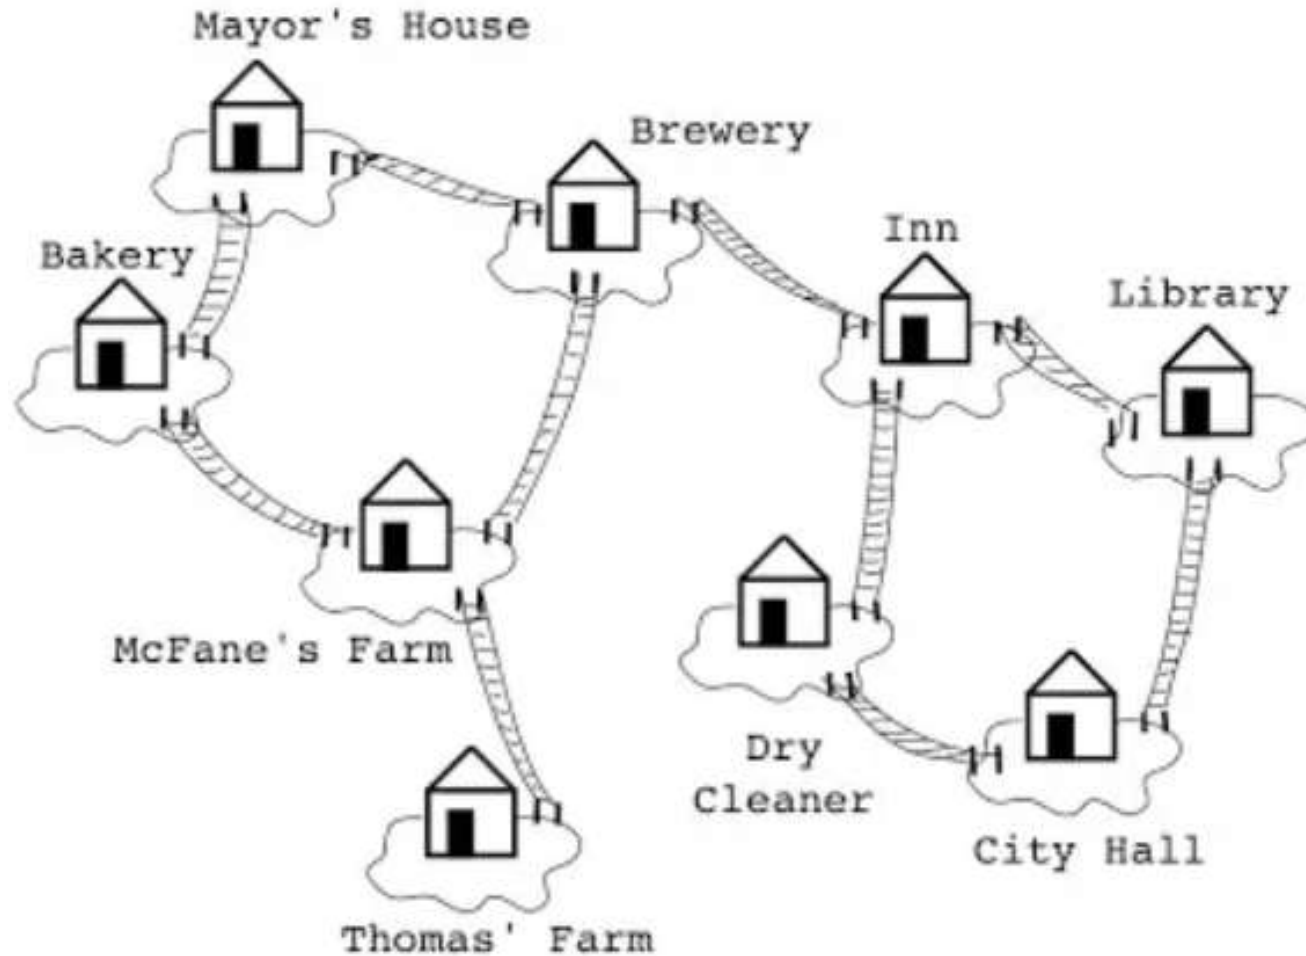 Mayor's House
Brewery
Inn
Bakery
Library
McFane's Farm
Dry
Cleaner
City Hall
Thomas' Farm